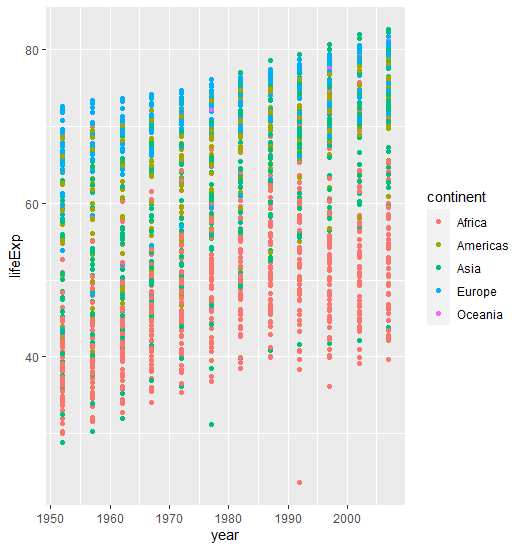 80
60
40
lifeExp
1950 1960 1970 1980 1990 2000
year
continent
Africa
Americas
Asia
Europe
Oceania